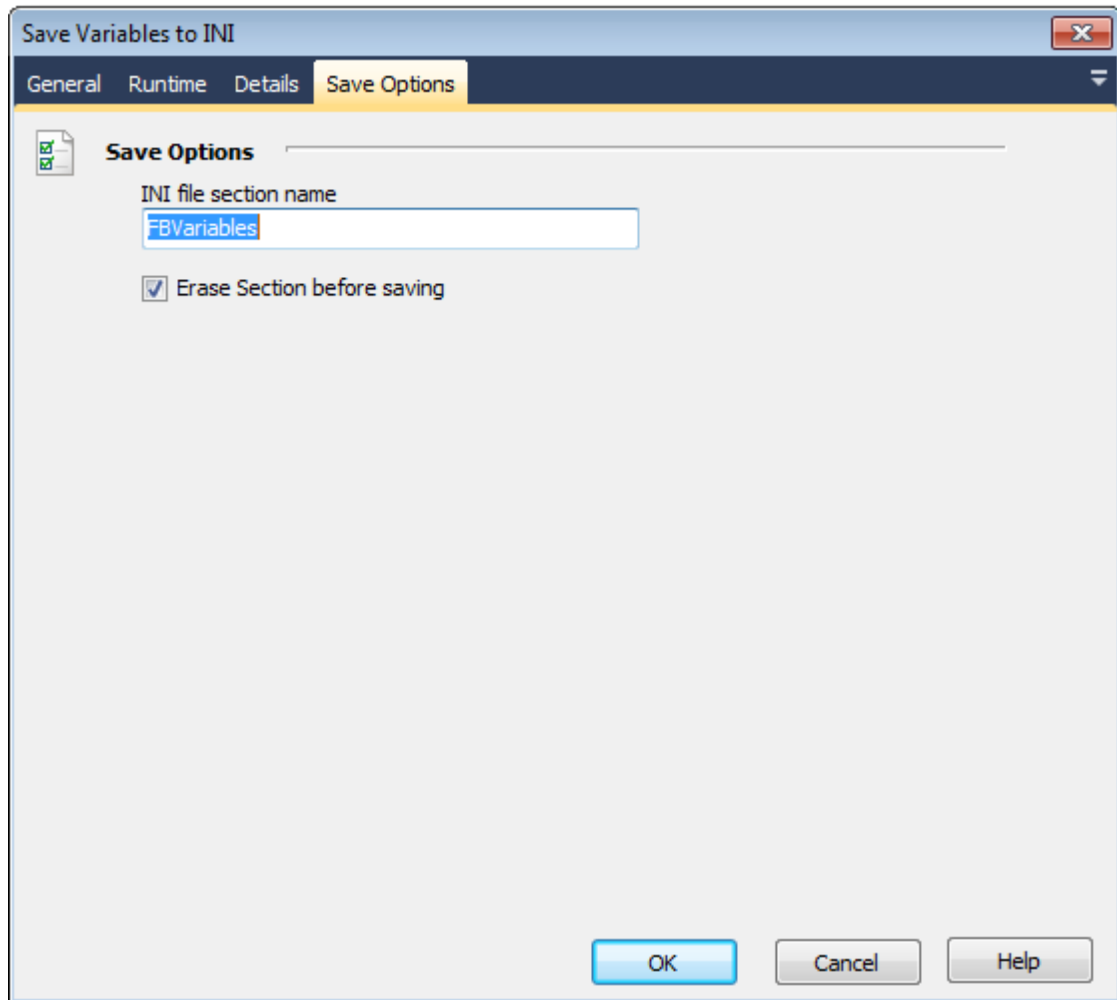 Save Variables to INI
General Runtime Details Save Options
Save Options
INI file section name
FBVariables
Erase Section before saving
OK Cancel Help